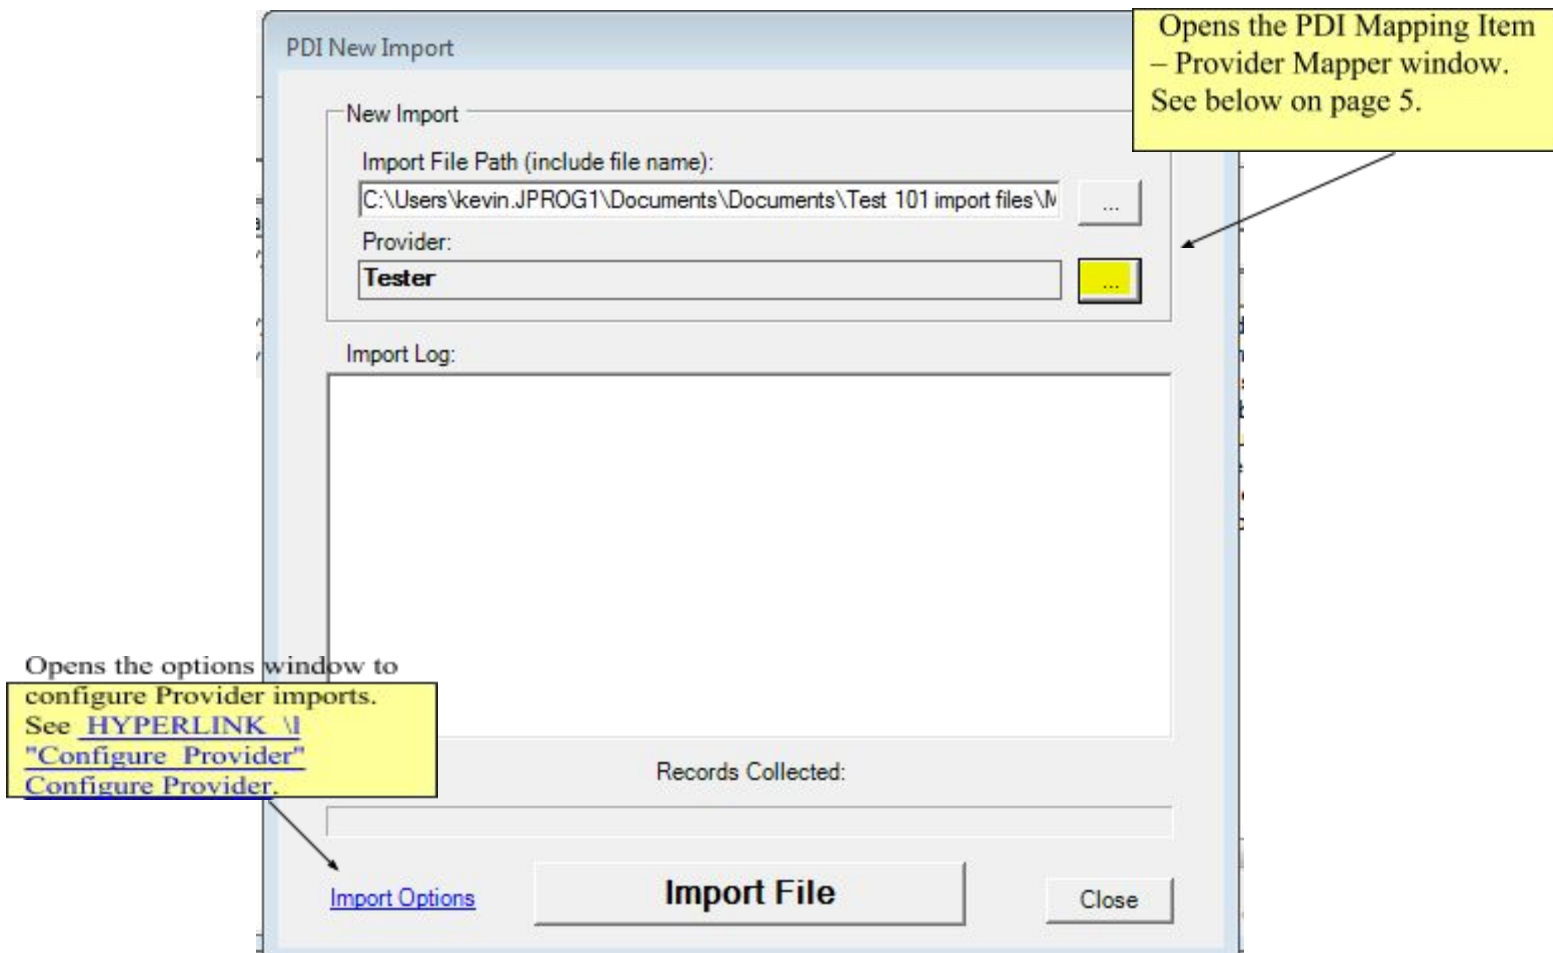 PDI New Import
Opens the PDI Mapping Item
– Provider Mapper window.
See below on page 5.
New Import
Import File Path (include file name):
C:\Users\kevin.JPROG1\Documents\Documents\Test 101 import files\M
...
Provider:
Tester
...
Import Log:
Opens the options window to
configure Provider imports.
See HYPERLINK \l
"Configure Provider"
Configure Provider.
Records Collected:
Import Options
Import File
Close